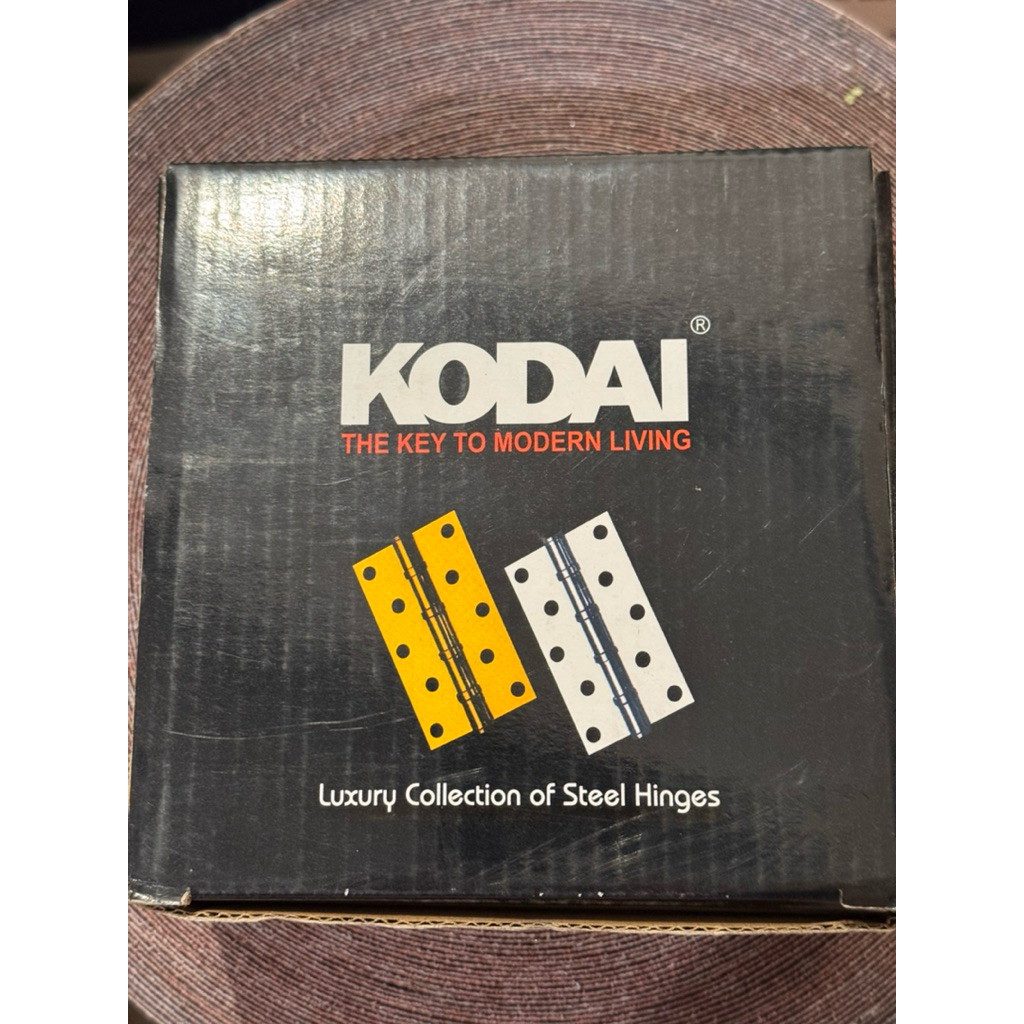 KODAI®
THE KEY TO MODERN LIVING
Luxury Collection of Steel Hinges